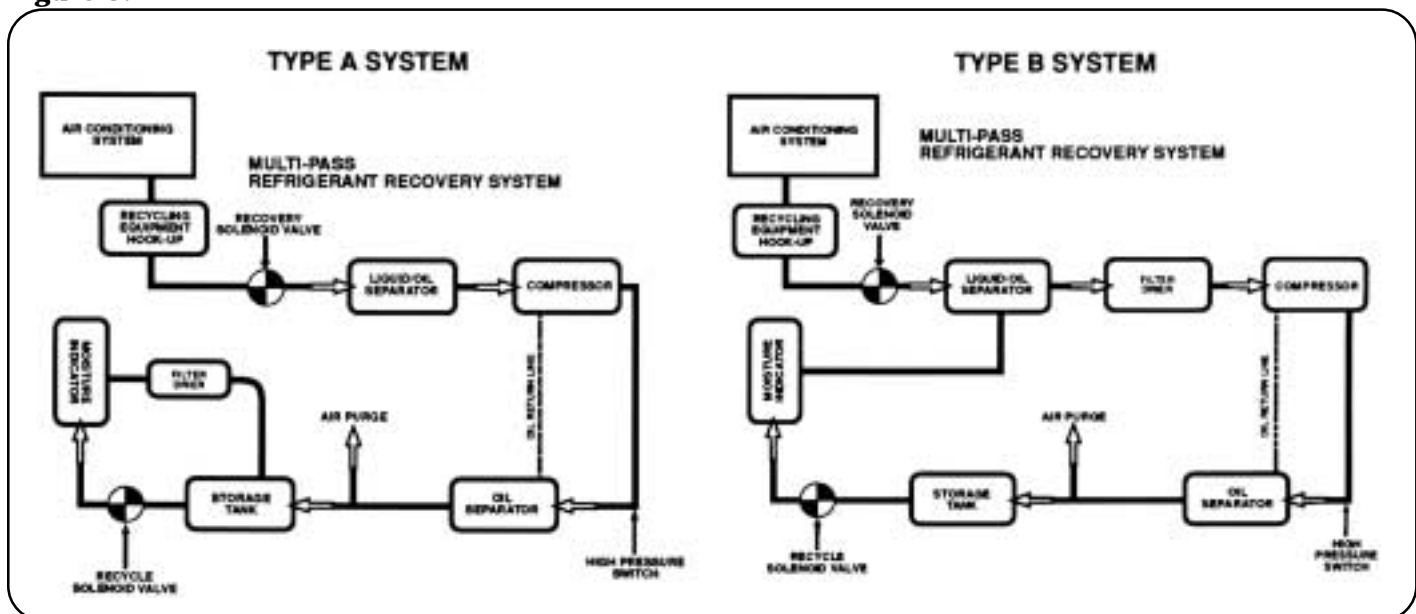 TYPE A SYSTEM
AIR CONDITIONING
SYSTEM
MULTI-PASS
REFRIGERANT RECOVERY SYSTEM
RECYCLING
EQUIPMENT
HOOK-UP
RECOVERY
SOLENOID VALVE
LIQUID/OIL
SEPARATOR
COMPRESSOR
MOISTURE
INDICATOR
FILTER
DRIER
OIL RETURN LINE
AIR PURGE
STORAGE
TANK
OIL
SEPARATOR
RECYCLE
SOLENOID VALVE
HIGH PRESSURE
SWITCH
TYPE B SYSTEM
AIR CONDITIONING
SYSTEM
MULTI-PASS
REFRIGERANT RECOVERY SYSTEM
RECYCLING
EQUIPMENT
HOOK-UP
RECOVERY
SOLENOID
VALVE
LIQUID/OIL
SEPARATOR
FILTER
DRIER
COMPRESSOR
MOISTURE
INDICATOR
OIL RETURN LINE
AIR PURGE
STORAGE
TANK
OIL
SEPARATOR
RECYCLE
SOLENOID VALVE
HIGH
PRESSURE
SWITCH